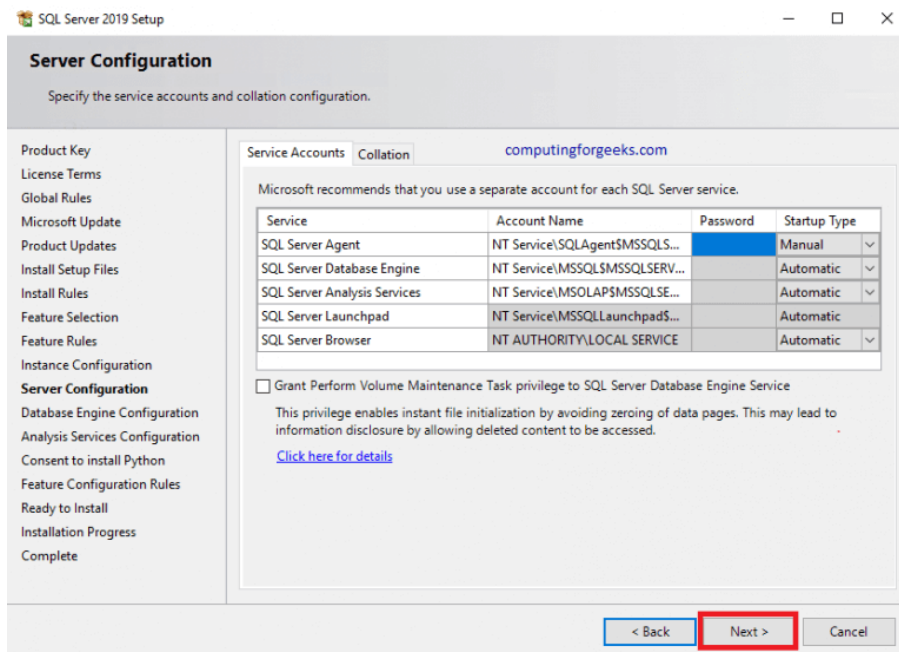 SQL Server 2019 Setup
Server Configuration
Specify the service accounts and collation configuration.
Product Key
License Terms
Global Rules
Microsoft Update
Product Updates
Install Setup Files
Install Rules
Feature Selection
Feature Rules
Instance Configuration
Server Configuration
Database Engine Configuration
Analysis Services Configuration
Consent to install Python
Feature Configuration Rules
Ready to Install
Installation Progress
Complete
Service Accounts Collation computingforgeeks.com
Microsoft recommends that you use a separate account for each SQL Server service.
Service Account Name Password Startup Type
SQL Server Agent NT Service\SQLAgent$MSSQLS... Manual
SQL Server Database Engine NT Service\MSSQL$MSSQLSERV... Automatic
SQL Server Analysis Services NT Service\MSOLAP$MSSQLSE... Automatic
SQL Server Launchpad NT Service\MSSQLLaunchpad$... Automatic
SQL Server Browser NT AUTHORITY\LOCAL SERVICE Automatic
Grant Perform Volume Maintenance Task privilege to SQL Server Database Engine Service
This privilege enables instant file initialization by avoiding zeroing of data pages. This may lead to
information disclosure by allowing deleted content to be accessed.
Click here for details
< Back Next > Cancel